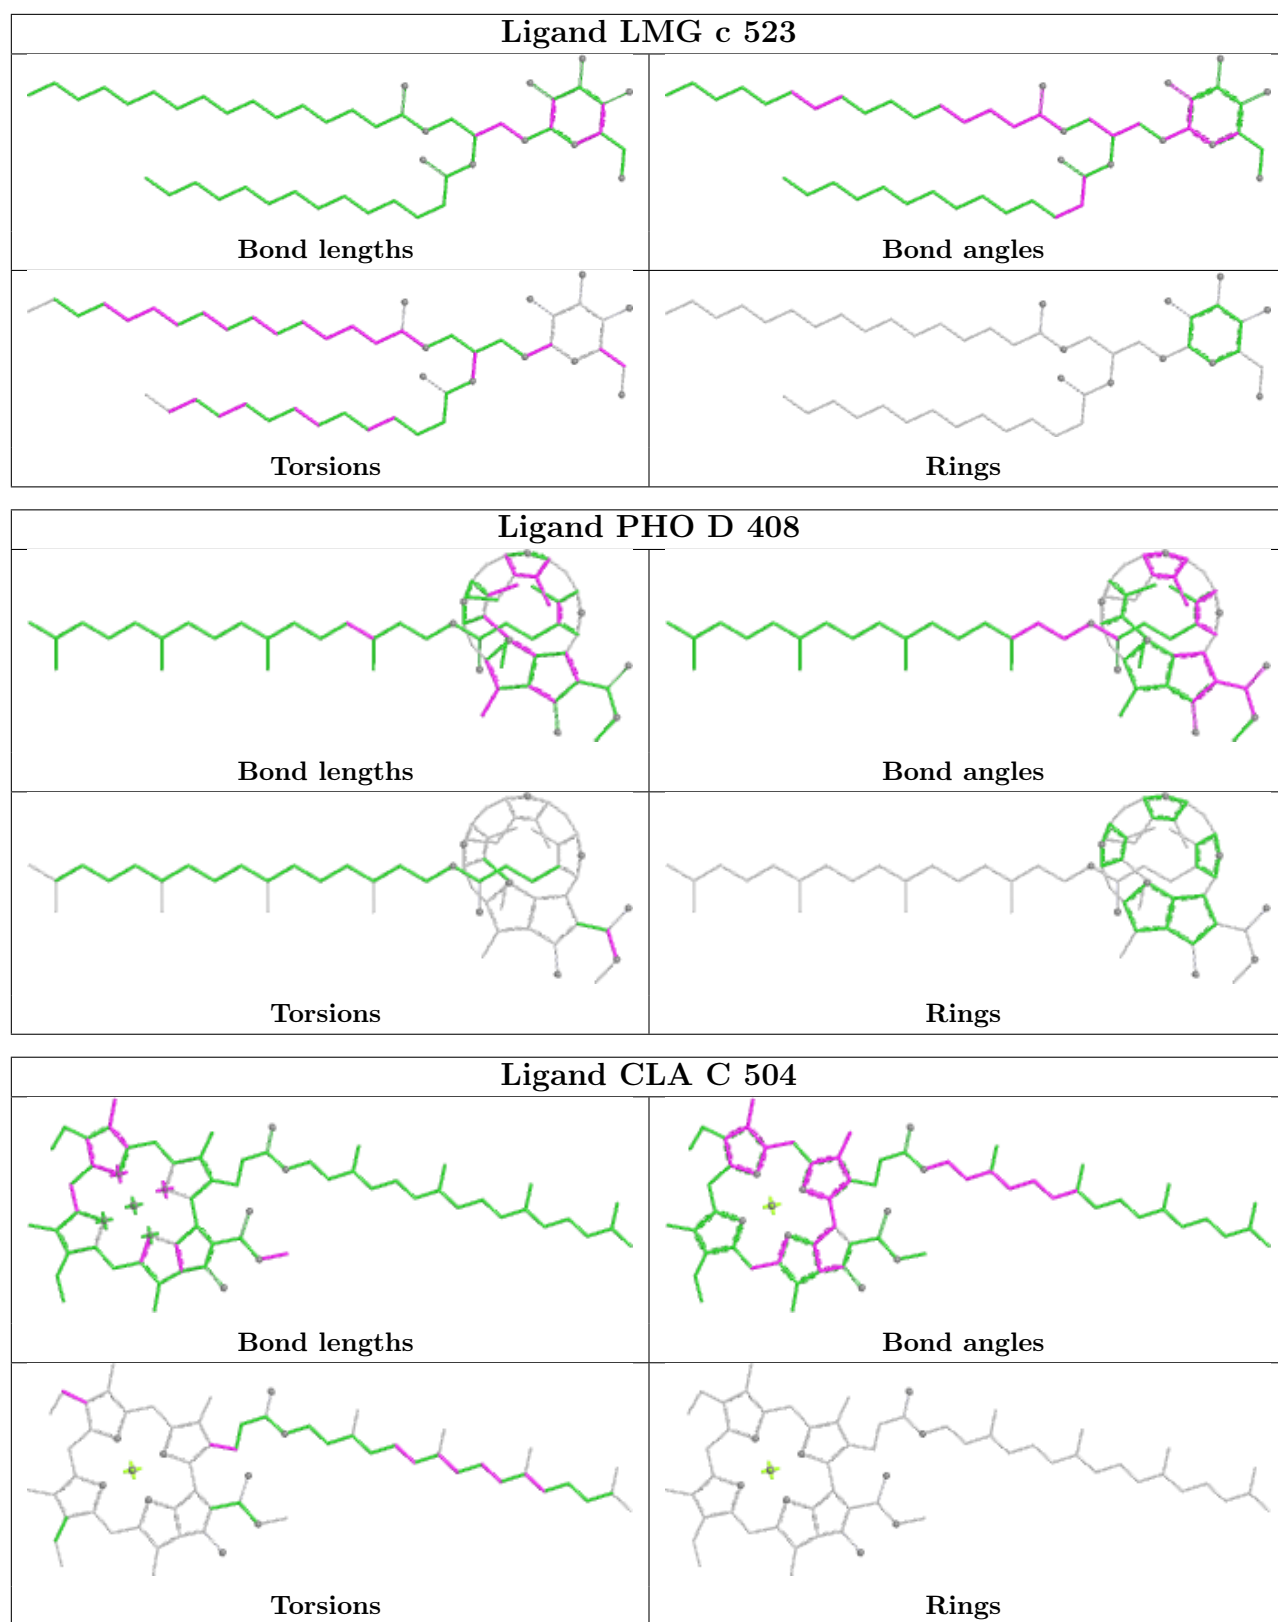 Ligand LMG c 523
Bond lengths
Bond angles
Torsions
Rings
Ligand PHO D 408
Bond lengths
Bond angles
Torsions
Rings
Ligand CLA C 504
Bond lengths
Bond angles
Torsions
Rings